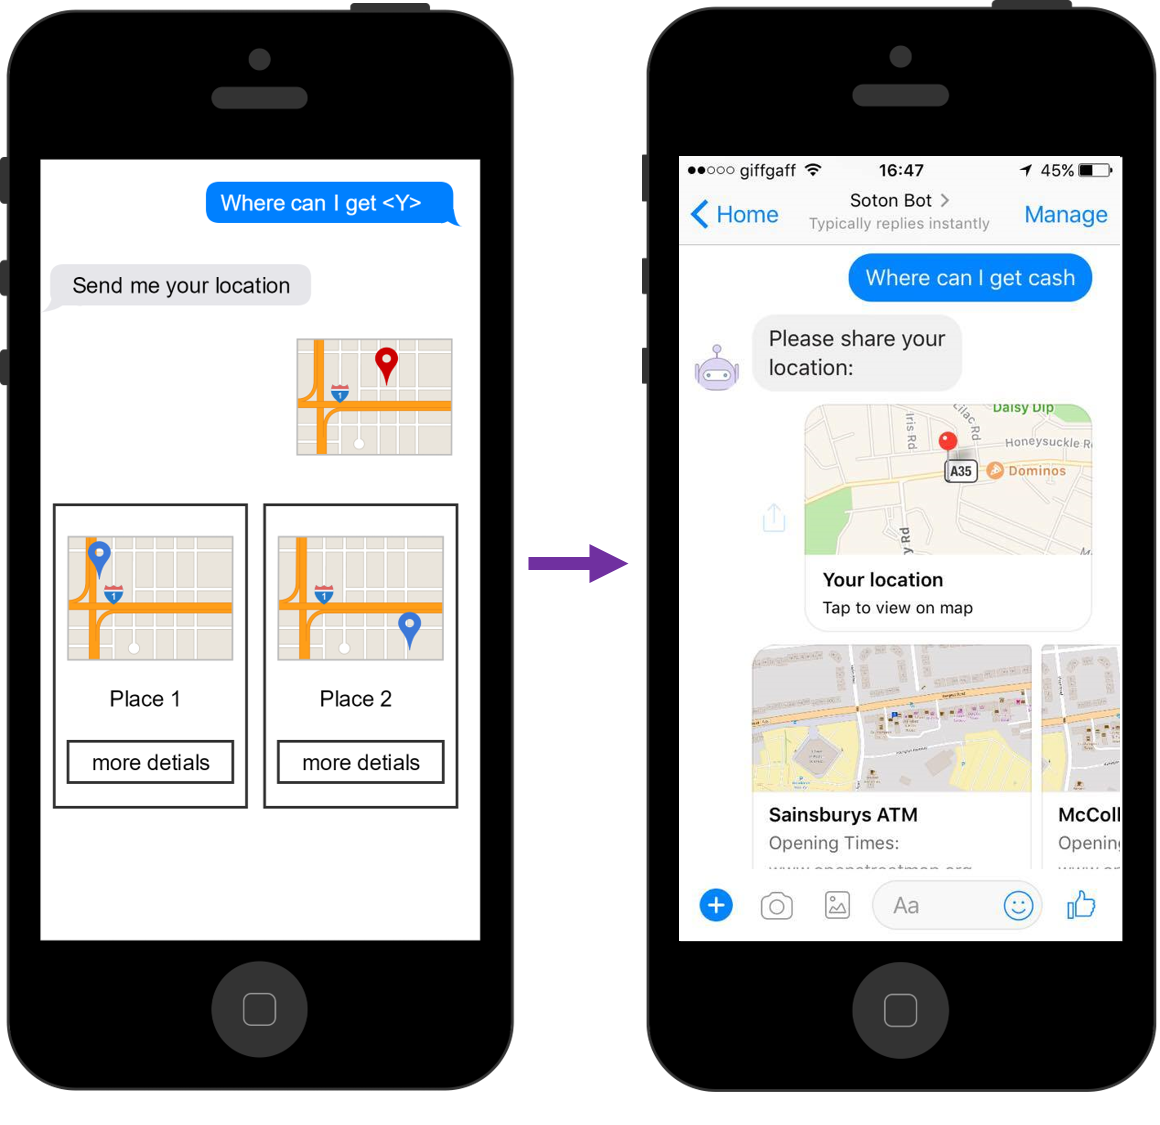 Where can I get <Y>
Send me your location
1
1
1
Place 1
Place 2
more detials
more detials
giffgaff
16:47
45%
Home
Soton Bot
Typically replies instantly
Manage
Where can I get cash
Please share your
location:
Iris Rd
Lilac Rd
Daisy Dip
Honeysuckle R
A35
Dominos
y Rd
Your location
Tap to view on map
Sainsburys ATM
Opening Times:
McColl
Opening
Aa